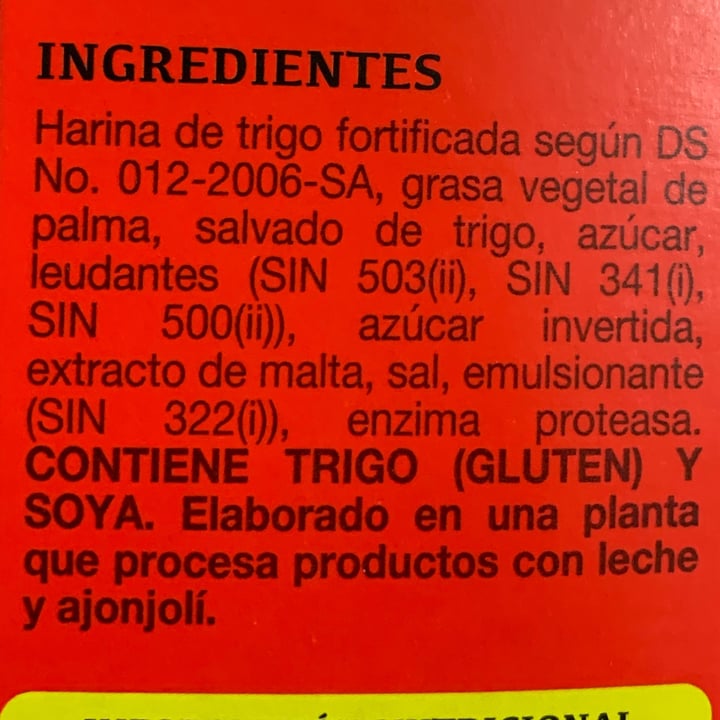 INGREDIENTES
Harina de trigo fortificada según DS
No. 012-2006-SA, grasa vegetal de
palma, salvado de trigo, azúcar,
leudantes (SIN 503(ii), SIN 341(i),
SIN 500(ii)), azúcar invertida,
extracto de malta, sal, emulsionante
(SIN 322(i)), enzima proteasa.
CONTIENE TRIGO (GLUTEN) Y
SOYA. Elaborado en una planta
que procesa productos con leche
y ajonjolí.